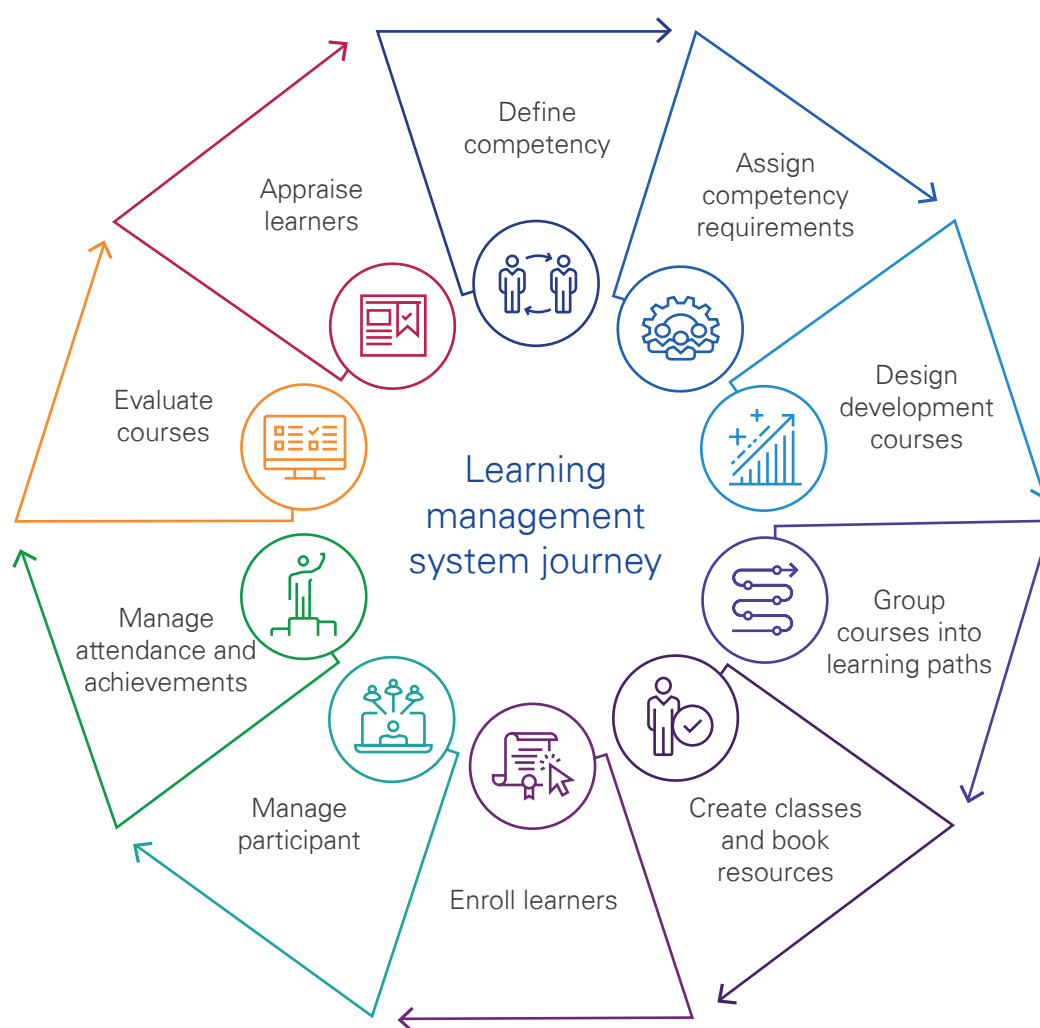 Define
competency
Assign
competency
requirements
Design
development
courses
Group
courses into
learning paths
Create classes
and book
resources
Enroll learners
Manage
participant
Manage
attendance and
achievements
Evaluate
courses
Appraise
learners
Learning
management
system journey